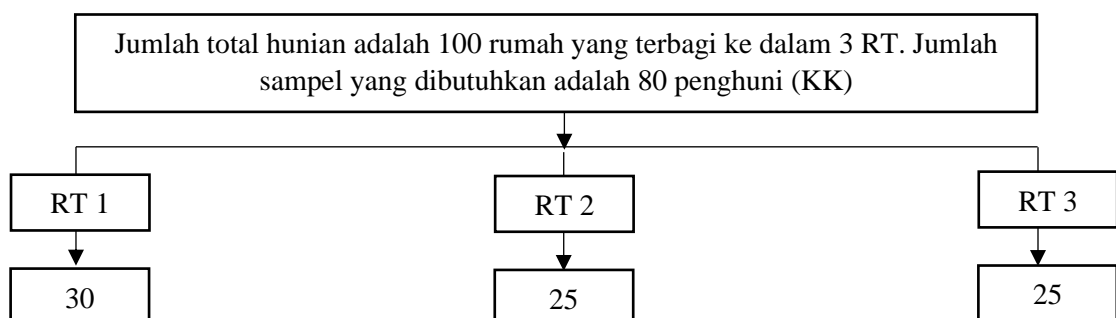 Jumlah total hunian adalah 100 rumah yang terbagi ke dalam 3 RT. Jumlah
sampel yang dibutuhkan adalah 80 penghuni (KK)
RT 1
RT 2
RT 3
30
25
25